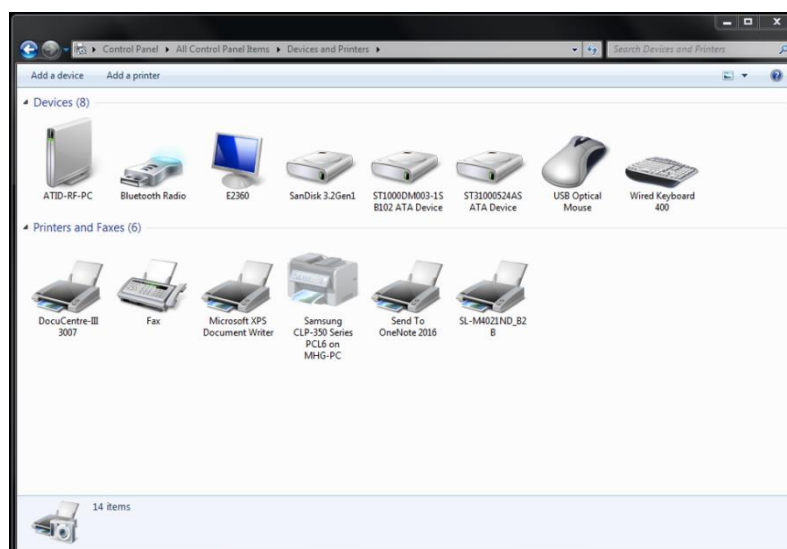 Control Panel ▸ All Control Panel Items ▸ Devices and Printers ▸
Search Devices and Printers
Add a device
Add a printer
Devices (8)
ATID-RF-PC
Bluetooth Radio
E2360
SanDisk 3.2Gen1
ST1000DM003-1S
B102 ATA Device
ST31000524AS
ATA Device
USB Optical
Mouse
Wired Keyboard
400
Printers and Faxes (6)
DocuCentre-III
3007
Fax
Microsoft XPS
Document Writer
Samsung
CLP-350 Series
PCL6 on
MHG-PC
Send To
OneNote 2016
SL-M4021ND_B2
B
14 items